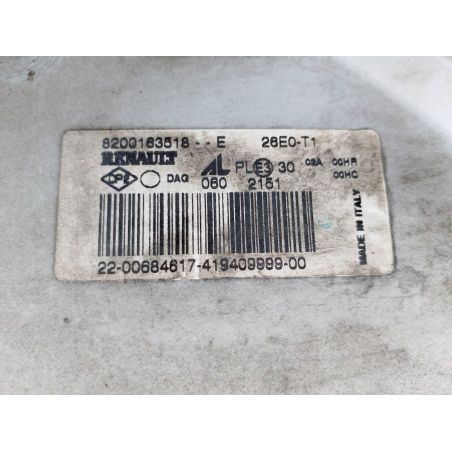 8200163518 -- E 26E0-T1
RENAULT AL PL E3 30 02A 00HR
00HC
OPR DAG 060 2151
MADE IN ITALY
22-00684617-419409999-00